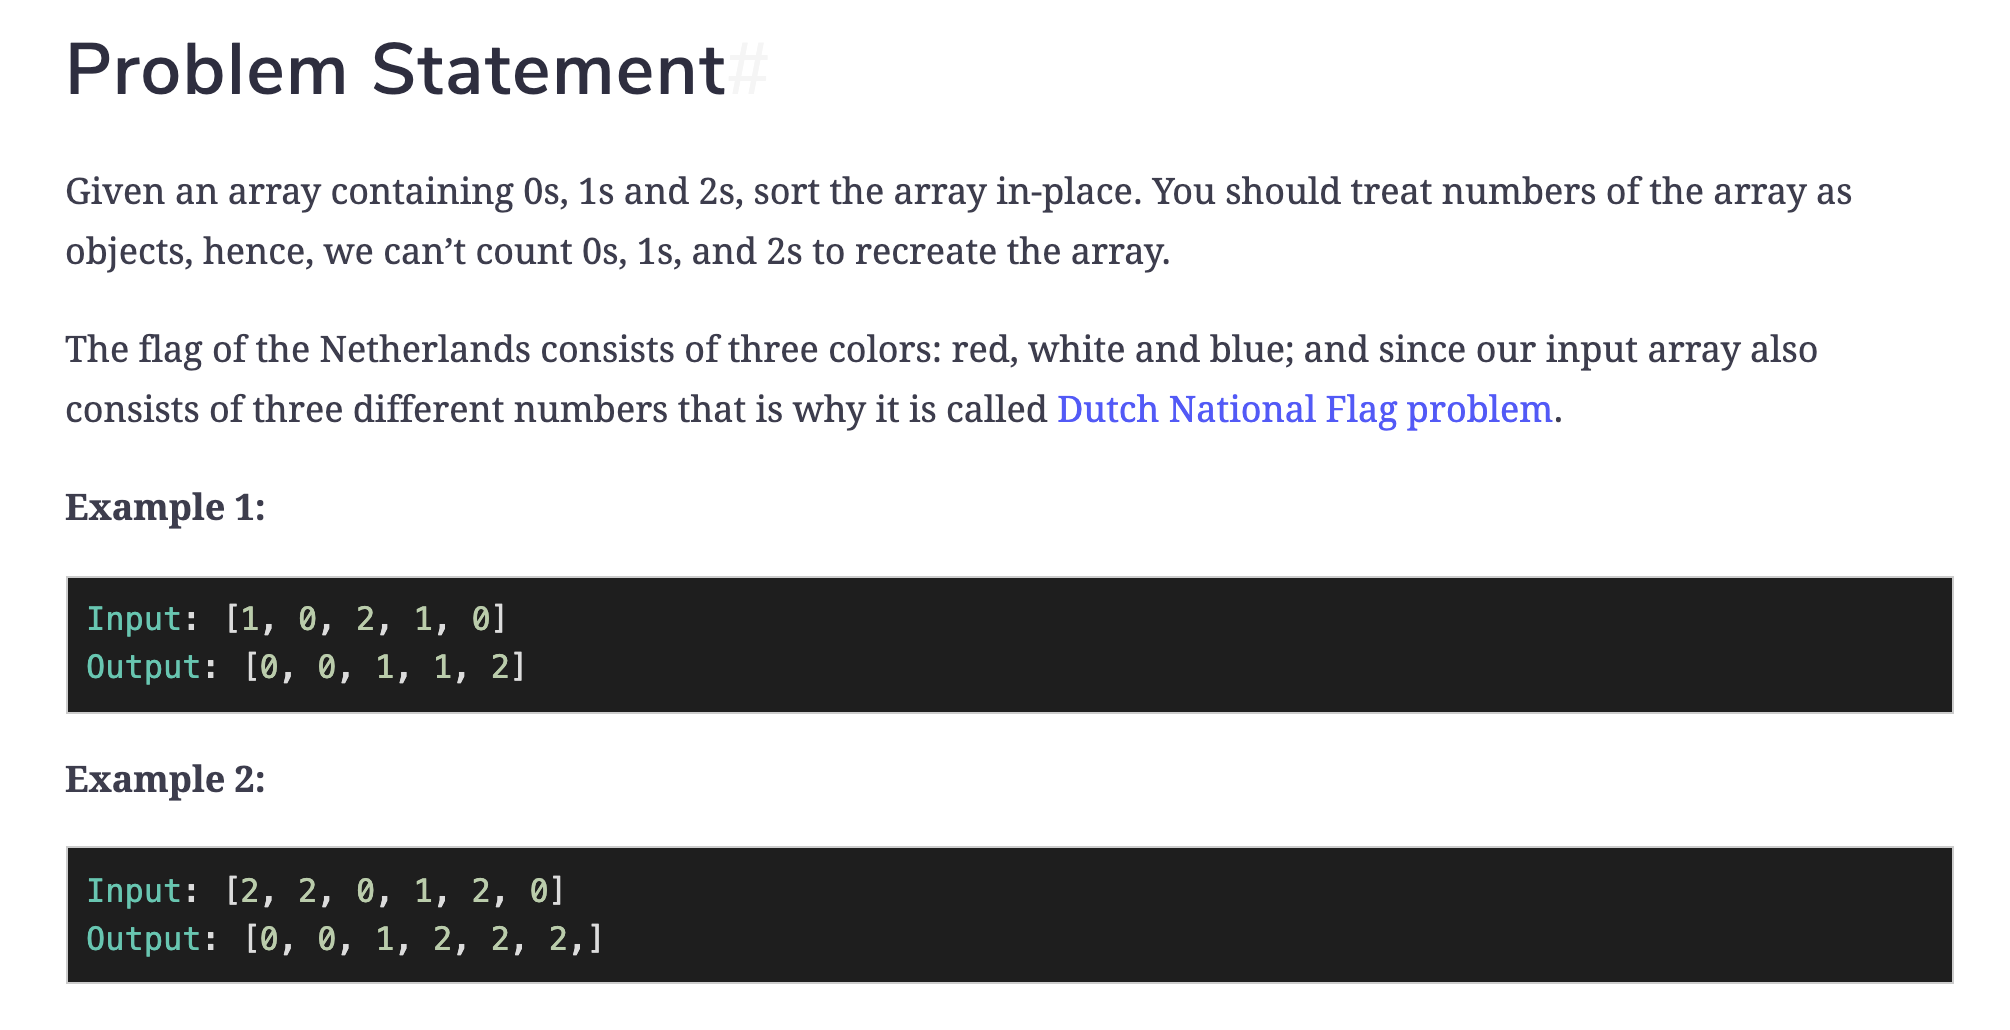 Problem Statement#
Given an array containing 0s, 1s and 2s, sort the array in-place. You should treat numbers of the array as
objects, hence, we can’t count 0s, 1s, and 2s to recreate the array.
The flag of the Netherlands consists of three colors: red, white and blue; and since our input array also
consists of three different numbers that is why it is called Dutch National Flag problem.
Example 1:
Input: [1, 0, 2, 1, 0]
Output: [0, 0, 1, 1, 2]
Example 2:
Input: [2, 2, 0, 1, 2, 0]
Output: [0, 0, 1, 2, 2, 2,]